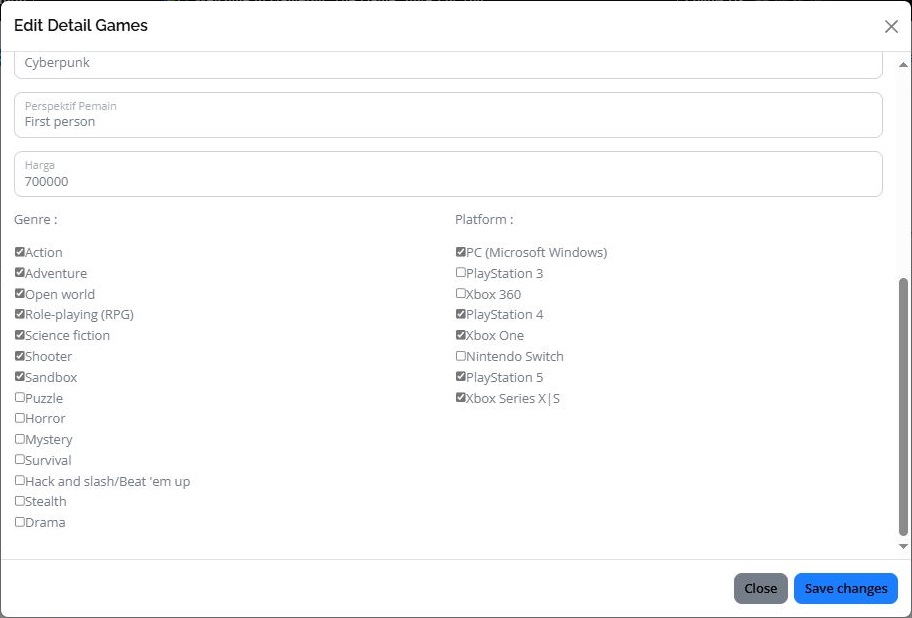 Edit Detail Games
Cyberpunk
Perspektif Pemain
First person
Harga
700000
Genre :
Action
Adventure
Open world
Role-playing (RPG)
Science fiction
Shooter
Sandbox
Puzzle
Horror
Mystery
Survival
Hack and slash/Beat 'em up
Stealth
Drama
Platform :
PC (Microsoft Windows)
PlayStation 3
Xbox 360
PlayStation 4
Xbox One
Nintendo Switch
PlayStation 5
Xbox Series X|S
Close
Save changes